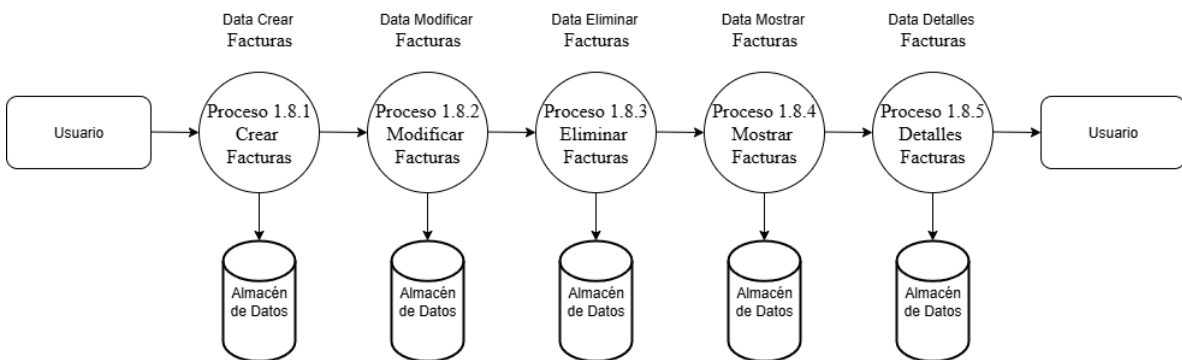 Data Crear
Facturas
Data Modificar
Facturas
Data Eliminar
Facturas
Data Mostrar
Facturas
Data Detalles
Facturas
Usuario
Proceso 1.8.1
Crear
Facturas
Proceso 1.8.2
Modificar
Facturas
Proceso 1.8.3
Eliminar
Facturas
Proceso 1.8.4
Mostrar
Facturas
Proceso 1.8.5
Detalles
Facturas
Usuario
Almacén
de Datos
Almacén
de Datos
Almacén
de Datos
Almacén
de Datos
Almacén
de Datos